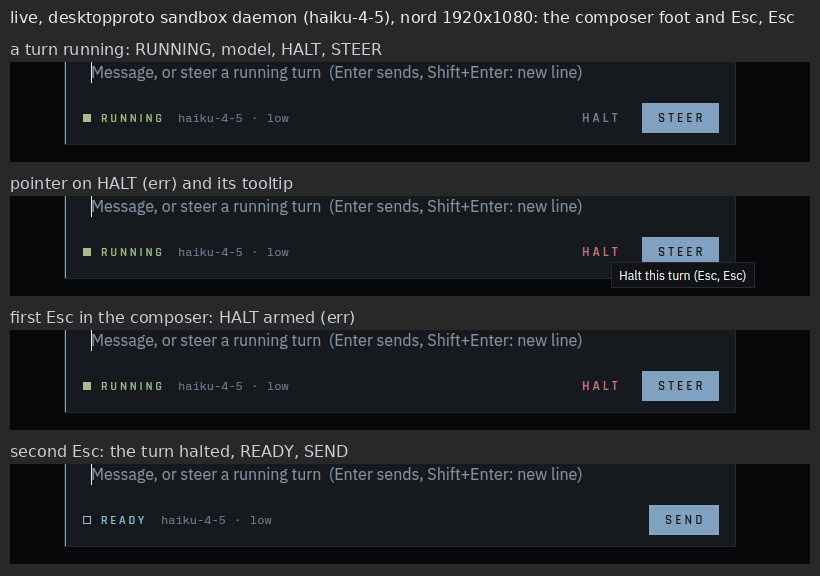 live, desktopproto sandbox daemon (haiku-4-5), nord 1920x1080: the composer foot and Esc, Esc
a turn running: RUNNING, model, HALT, STEER
Message, or steer a running turn (Enter sends, Shift+Enter: new line)
RUNNING haiku-4-5 · low HALT STEER
pointer on HALT (err) and its tooltip
Message, or steer a running turn (Enter sends, Shift+Enter: new line)
RUNNING haiku-4-5 · low HALT STEER
Halt this turn (Esc, Esc)
first Esc in the composer: HALT armed (err)
Message, or steer a running turn (Enter sends, Shift+Enter: new line)
RUNNING haiku-4-5 · low HALT STEER
second Esc: the turn halted, READY, SEND
Message, or steer a running turn (Enter sends, Shift+Enter: new line)
READY haiku-4-5 · low SEND